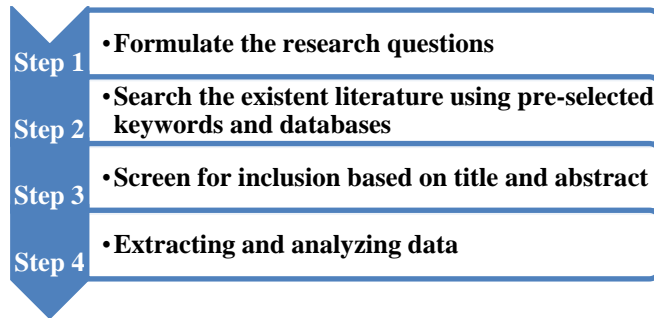 Step 1
•Formulate the research questions
Step 2
•Search the existent literature using pre-selected
keywords and databases
Step 3
•Screen for inclusion based on title and abstract
Step 4
•Extracting and analyzing data